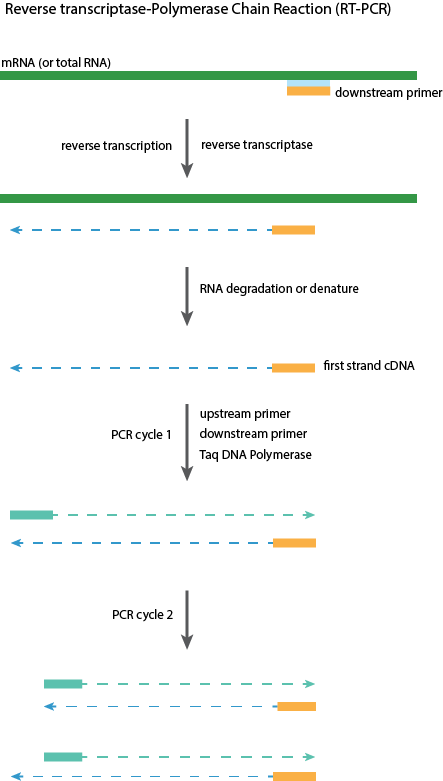 Reverse transcriptase-Polymerase Chain Reaction (RT-PCR)
mRNA (or total RNA)
downstream primer
reverse transcription
reverse transcriptase
RNA degradation or denature
first strand cDNA
upstream primer
PCR cycle 1
downstream primer
Taq DNA Polymerase
PCR cycle 2